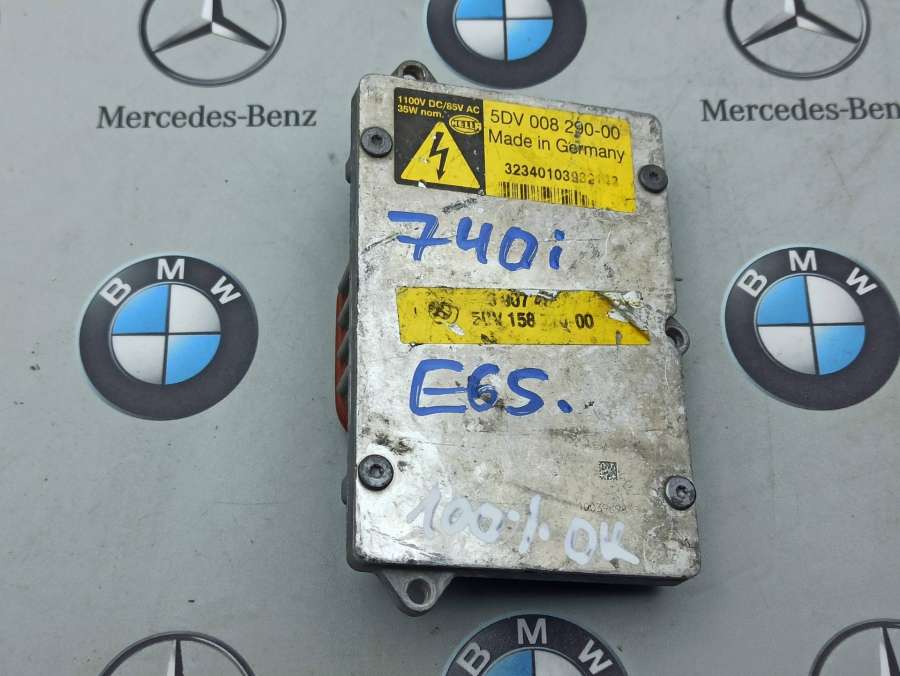 Mercedes-Benz
Mercedes-Benz
1100V DC/85V AC
35W nom.
HELLA
5DV 008 290-00
Made in Germany
740i
00
BMW
BMW
E65.
100% OK
BMW